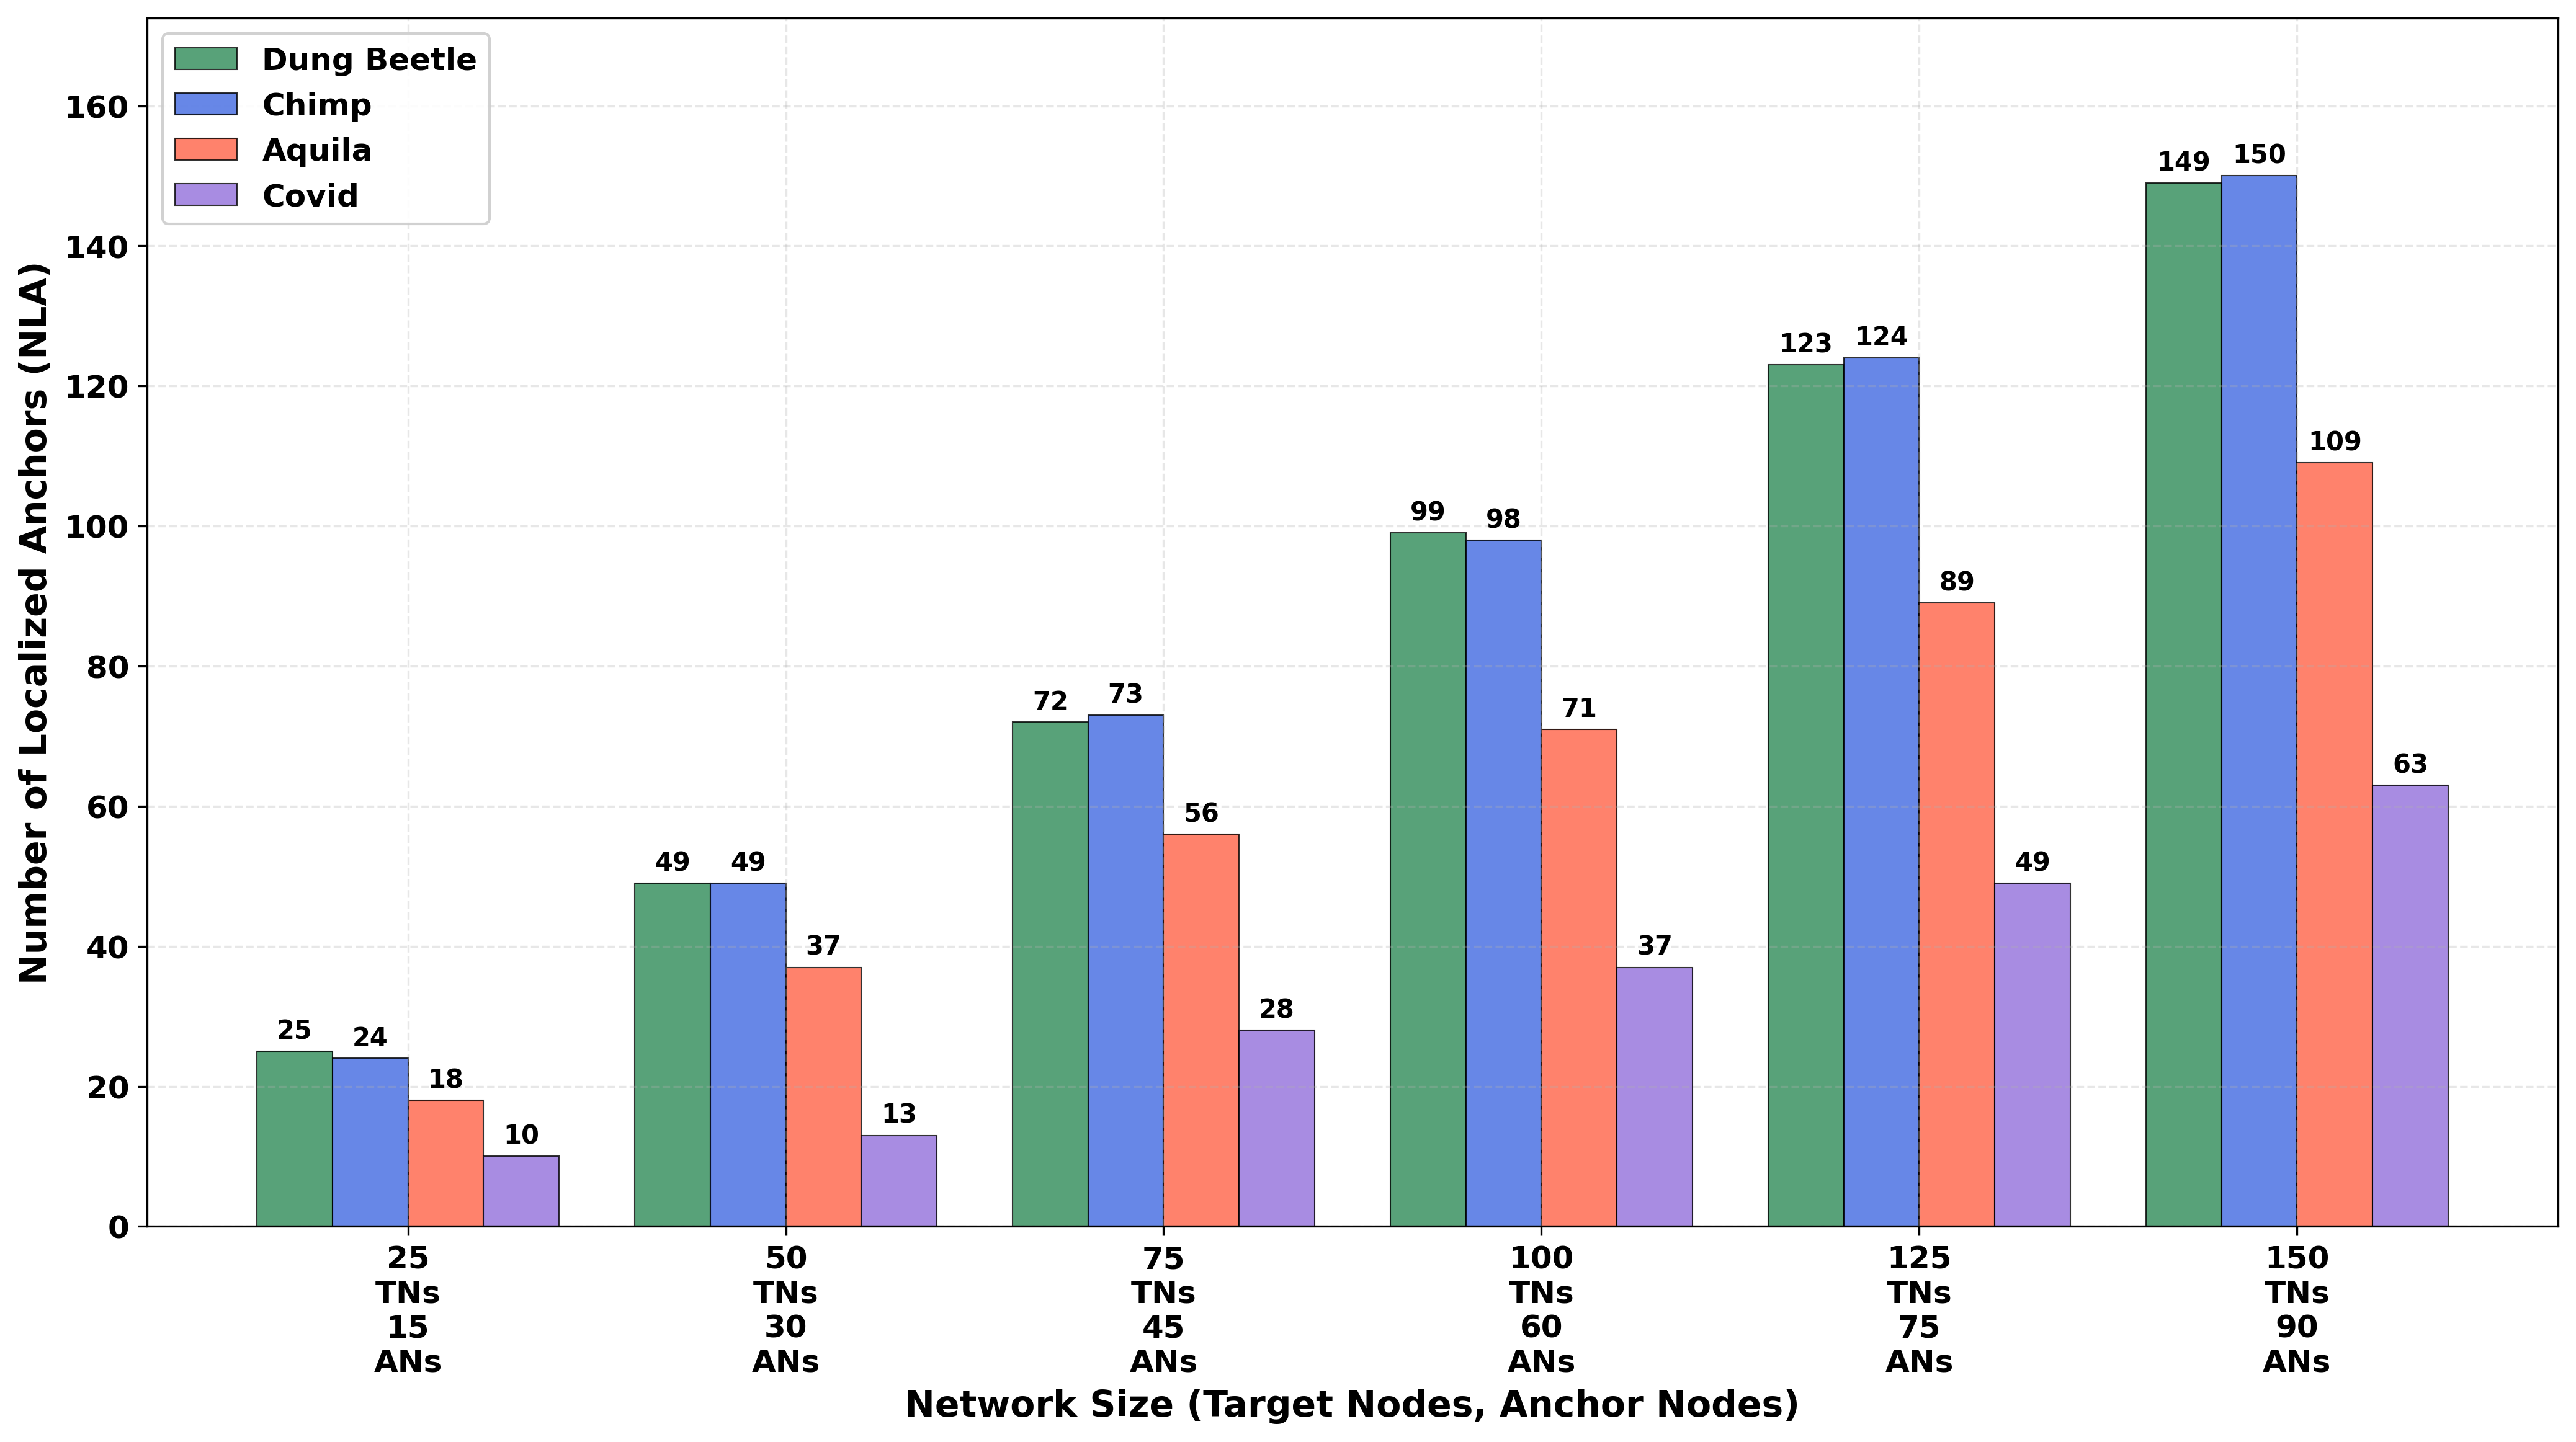 Dung Beetle
Chimp
Aquila
Covid
Number of Localized Anchors (NLA)
160
140
120
100
80
60
40
20
0
25
24
18
10
49
49
37
13
72
73
56
28
99
98
71
37
123
124
89
49
149
150
109
63
25
TNs
15
ANs
50
TNs
30
ANs
75
TNs
45
ANs
100
TNs
60
ANs
125
TNs
75
ANs
150
TNs
90
ANs
Network Size (Target Nodes, Anchor Nodes)